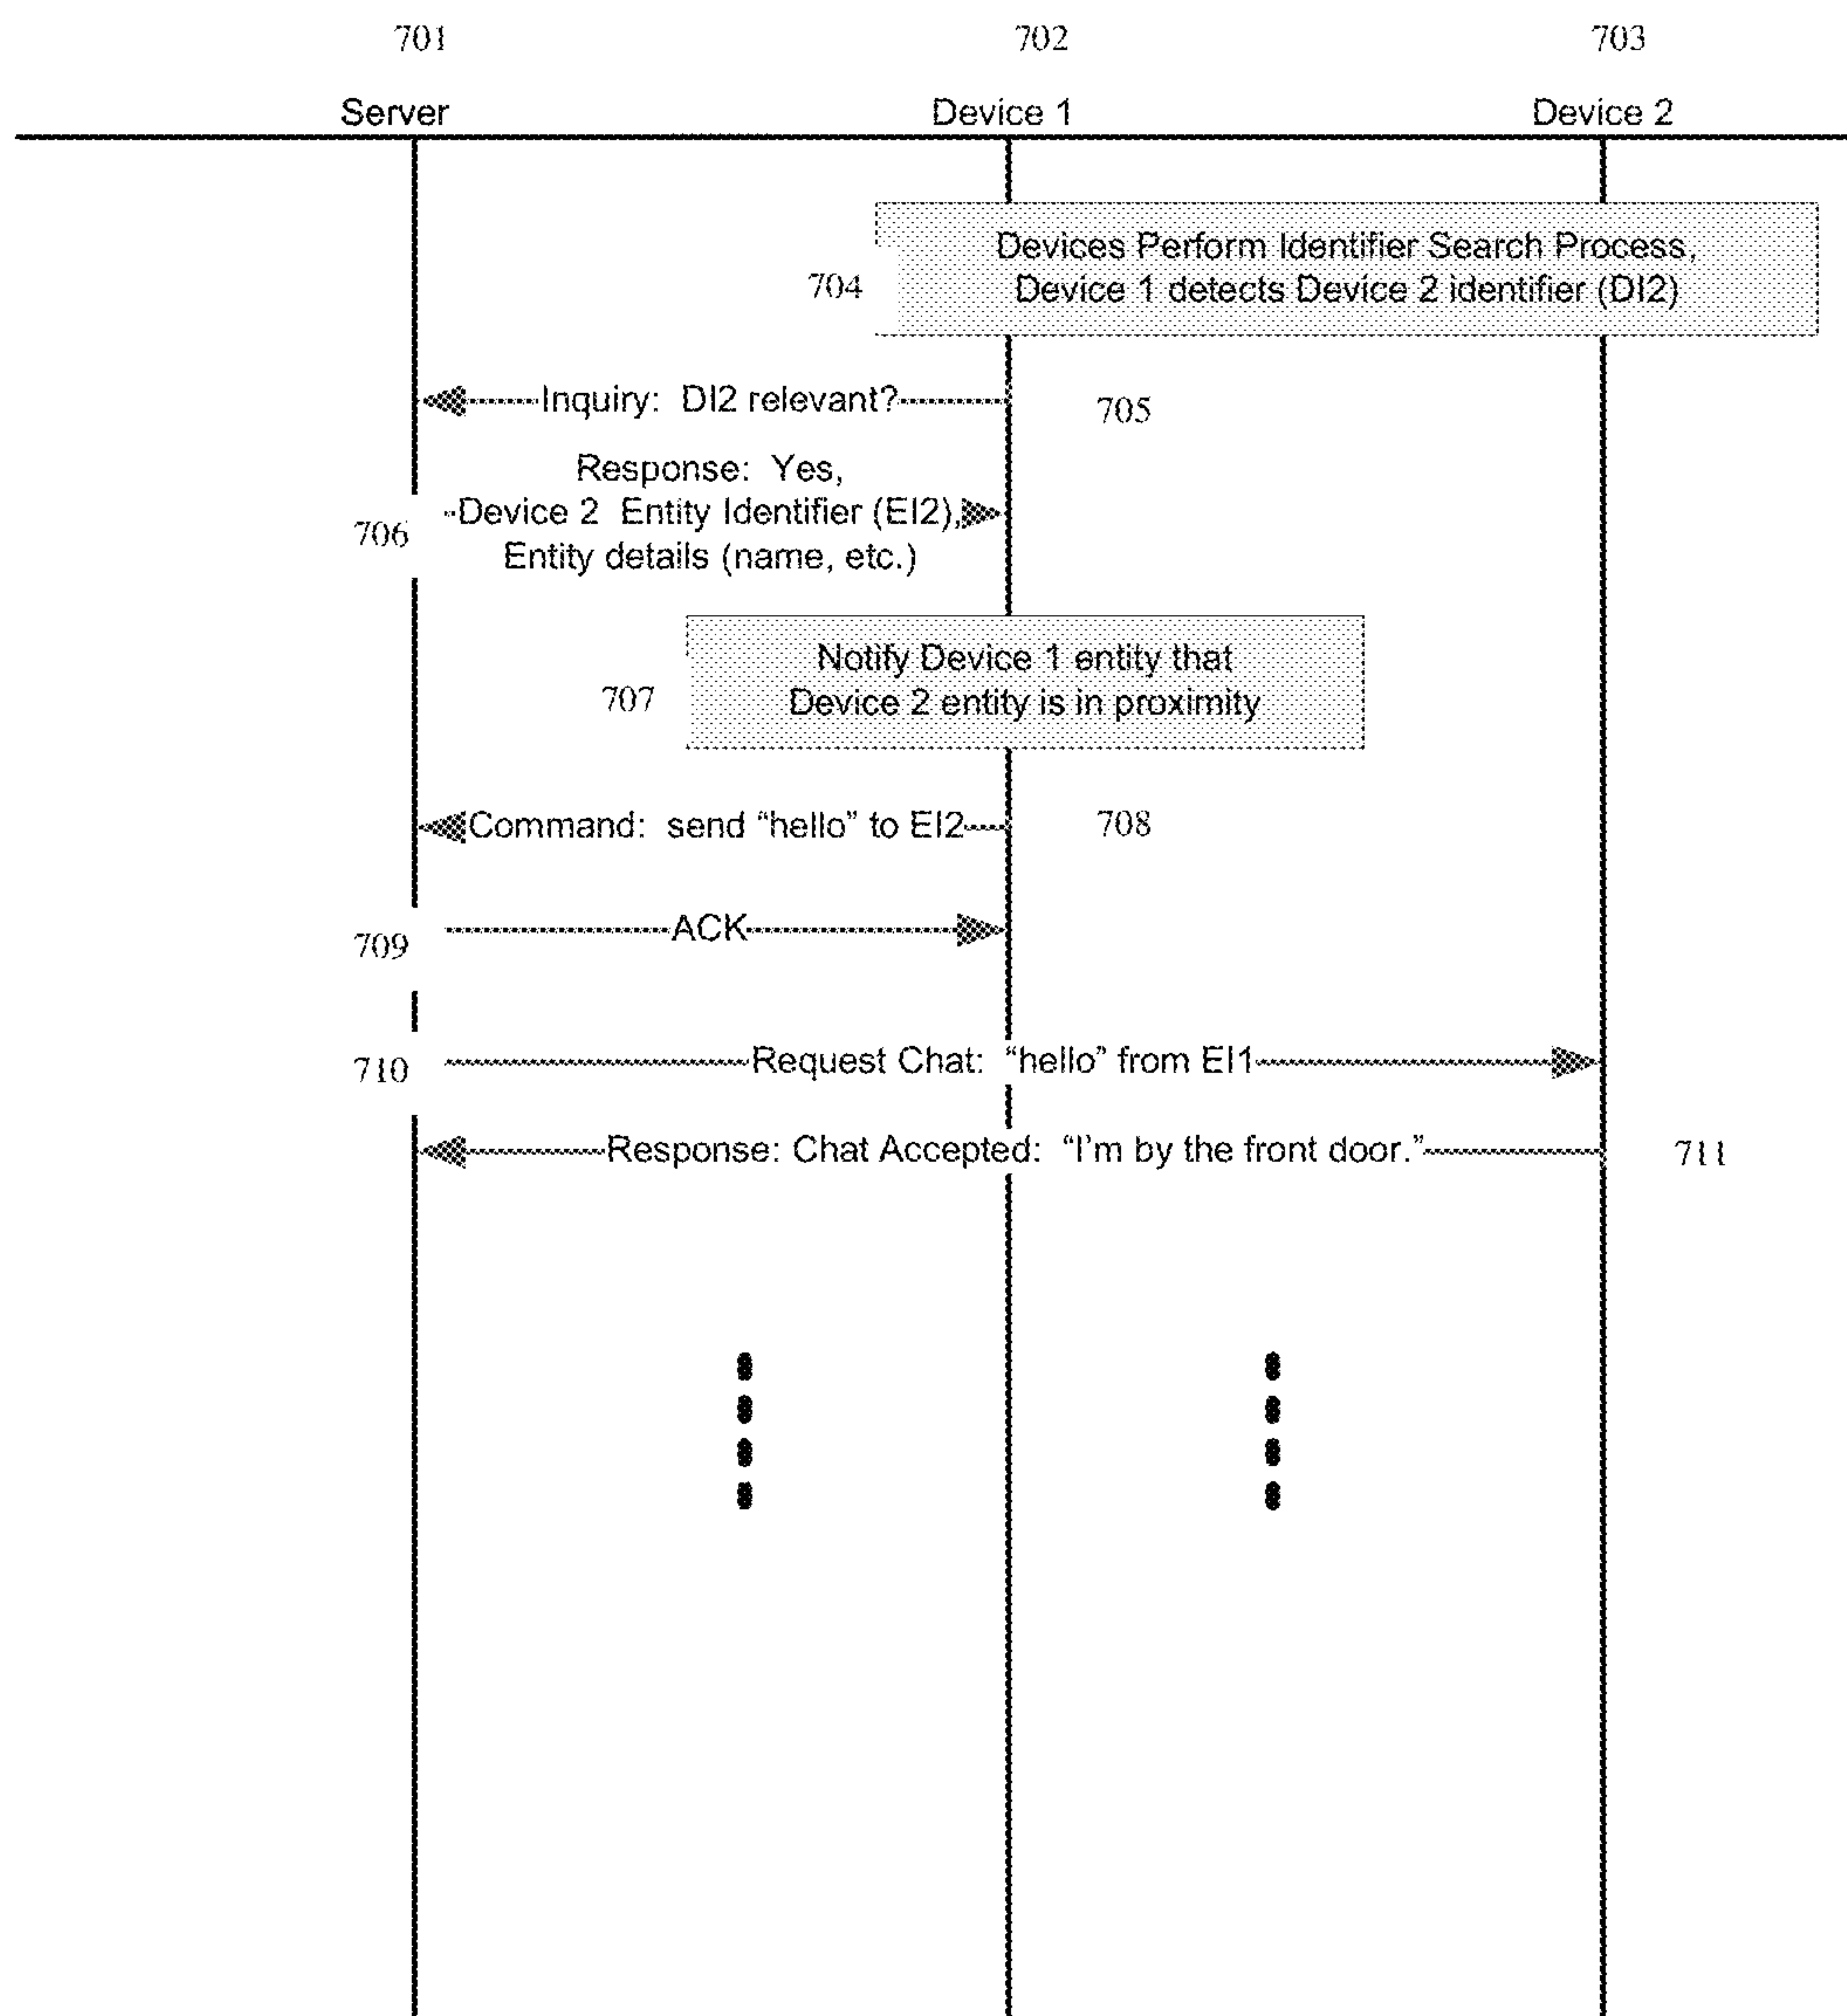 701
702
703
Server
Device 1
Device 2
Devices Perform Identifier Search Process,
Device 1 detects Device 2 identifier (DI2)
704
Inquiry: DI2 relevant?
705
Response: Yes,
Device 2 Entity Identifier (EI2),
Entity details (name, etc.)
706
Notify Device 1 entity that
Device 2 entity is in proximity
707
Command: send “hello” to EI2
708
ACK
709
Request Chat: “hello” from EI1
710
Response: Chat Accepted: “I'm by the front door.”
711